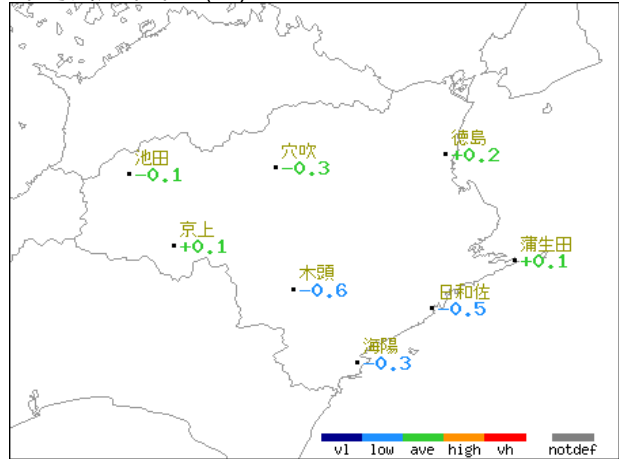 徳島
+0.2
穴吹
-0.3
池田
-0.1
京上
+0.1
蒲生田
+0.1
木頭
-0.6
日和佐
-0.5
海陽
-0.3
vl low ave high vh notdef